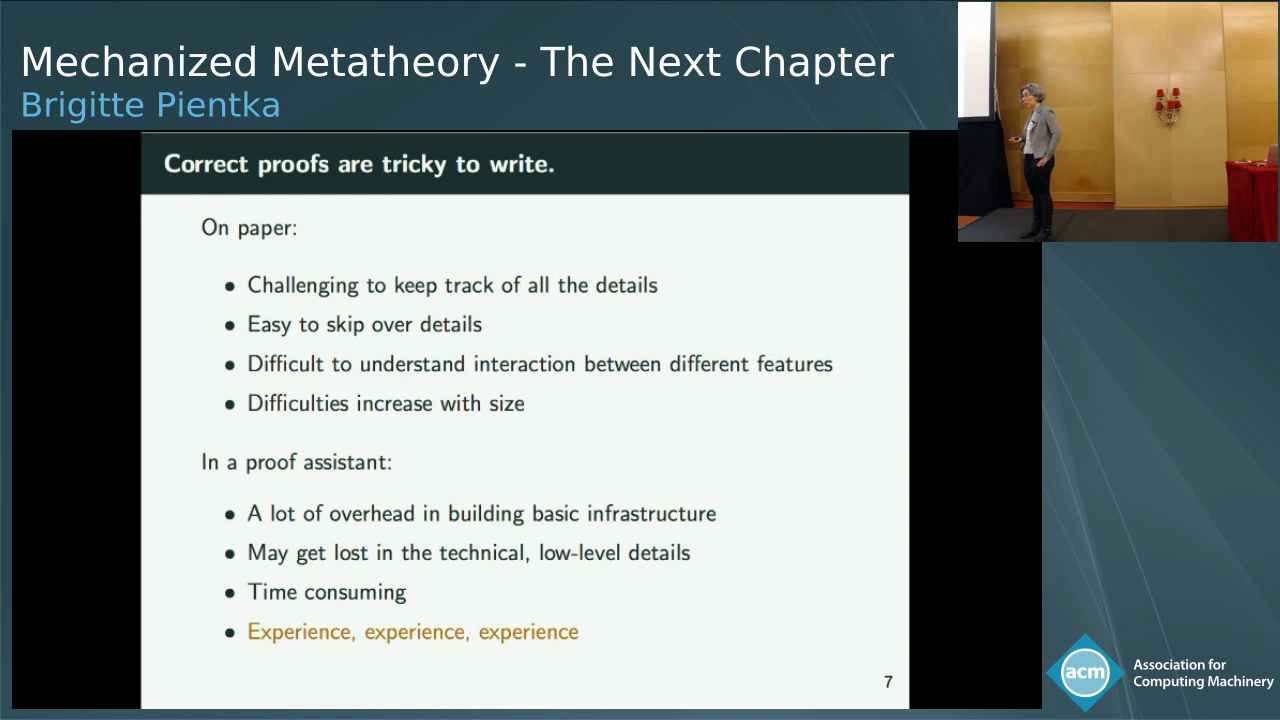 Mechanized Metatheory - The Next Chapter
Brigitte Pientka
Correct proofs are tricky to write.
On paper:
• Challenging to keep track of all the details
• Easy to skip over details
• Difficult to understand interaction between different features
• Difficulties increase with size
In a proof assistant:
• A lot of overhead in building basic infrastructure
• May get lost in the technical, low-level details
• Time consuming
• Experience, experience, experience
7
acm
Association for
Computing Machinery